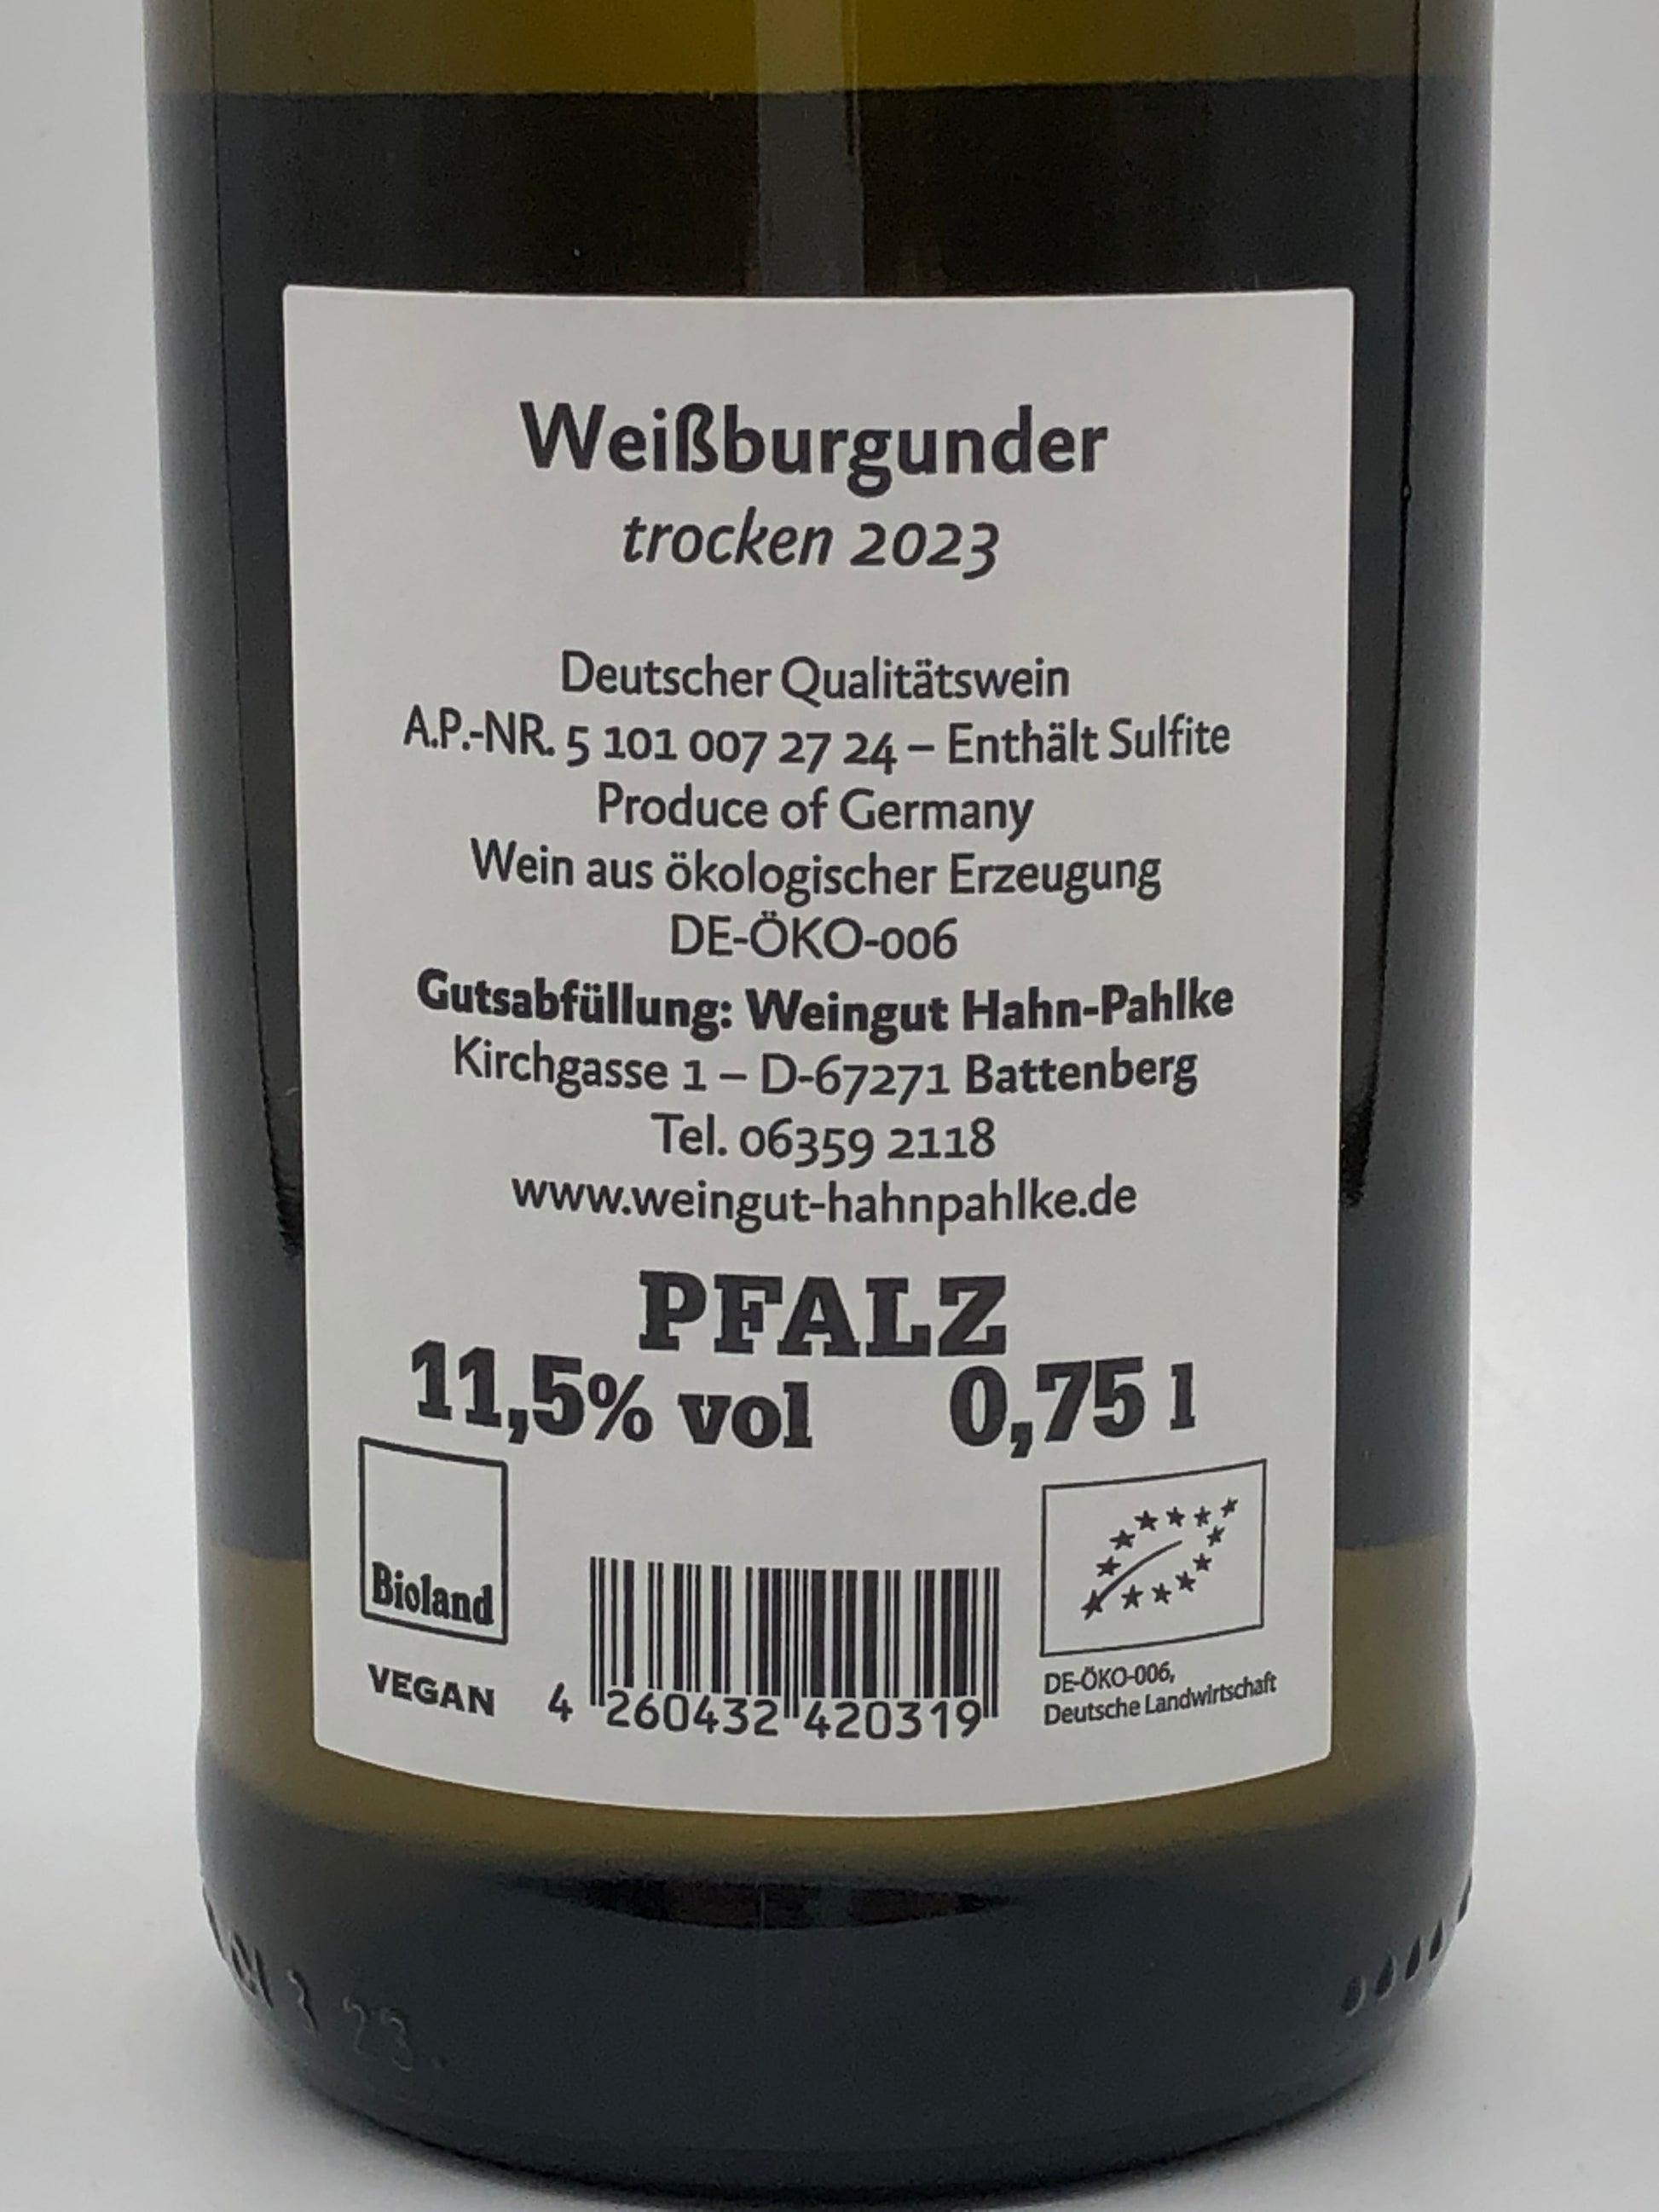 Weißburgunder
trocken 2023
Deutscher Qualitätswein
A.P.-NR. 5 101 007 27 24 – Enthält Sulfite
Produce of Germany
Wein aus ökologischer Erzeugung
DE-ÖKO-006
Gutsabfüllung: Weingut Hahn-Pahlke
Kirchgasse 1 – D-67271 Battenberg
Tel. 06359 2118
www.weingut-hahnpahlke.de
PFALZ
11,5% vol 0,75 l
Bioland
VEGAN
4 260432 420319
DE-ÖKO-006,
Deutsche Landwirtschaft